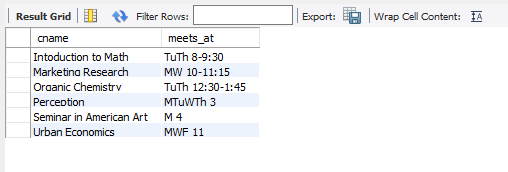 Result Grid Filter Rows: Export: Wrap Cell Content:
cname meets_at
Intoduction to Math TuTh 8-9:30
Marketing Research MW 10-11:15
Organic Chemistry TuTh 12:30-1:45
Perception MTuWTh 3
Seminar in American Art M 4
Urban Economics MWF 11